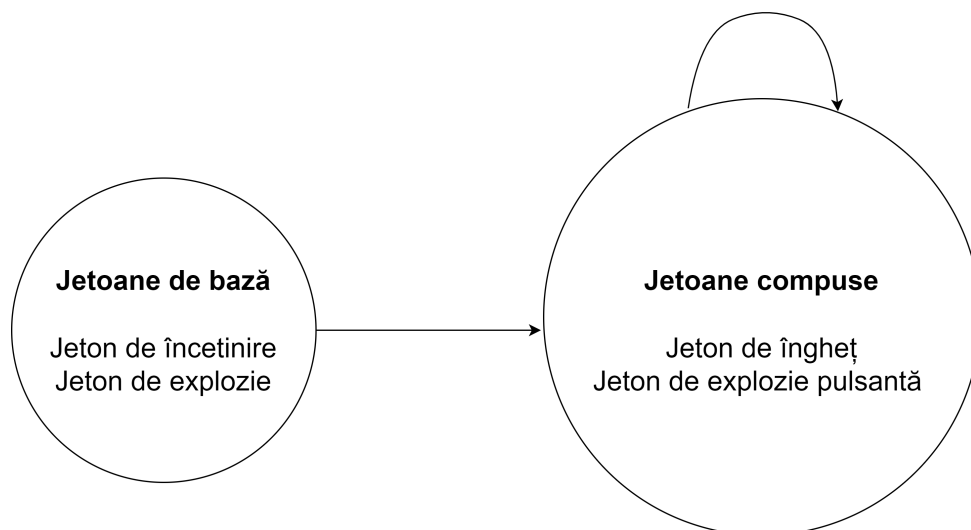 Jetoane de bază
Jeton de încetinire
Jeton de explozie
Jetoane compuse
Jeton de îngheț
Jeton de explozie pulsantă